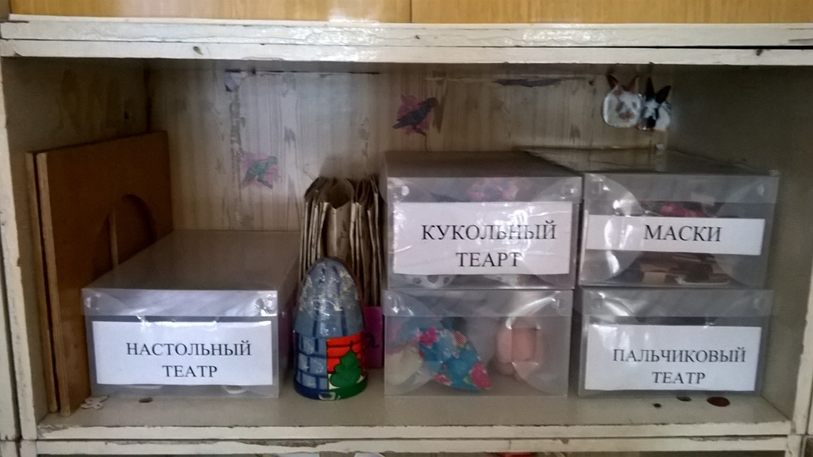 НАСТОЛЬНЫЙ
ТЕАТР
КУКОЛЬНЫЙ
ТЕАРТ
МАСКИ
ПАЛЬЧИКОВЫЙ
ТЕАТР